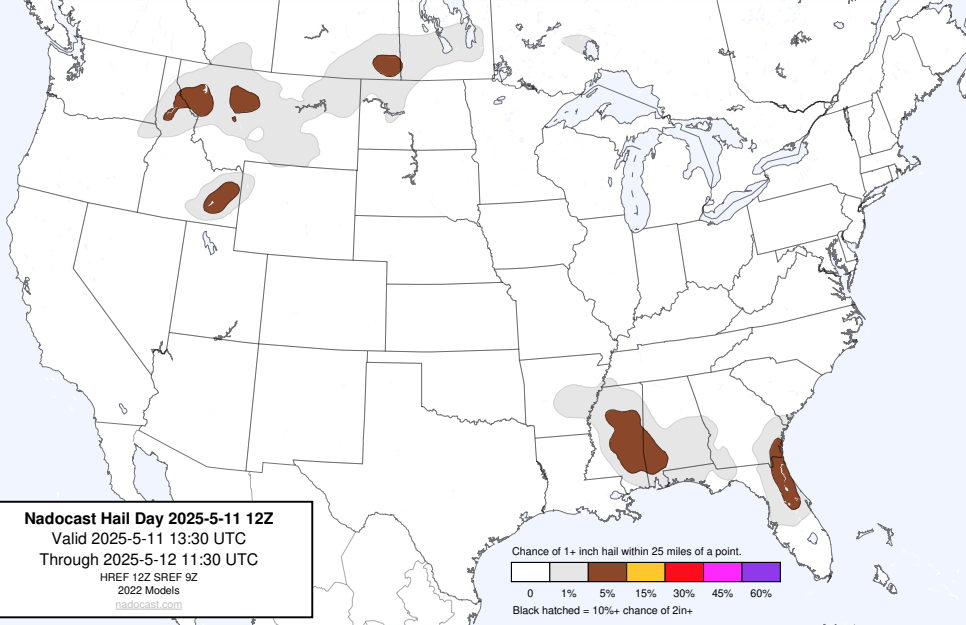 Nadocast Hail Day 2025-5-11 12Z
Valid 2025-5-11 13:30 UTC
Through 2025-5-12 11:30 UTC
HREF 12Z SREF 9Z
2022 Models
nadocast.com
Chance of 1+ inch hail within 25 miles of a point.
0 1% 5% 15% 30% 45% 60%
Black hatched = 10%+ chance of 2in+